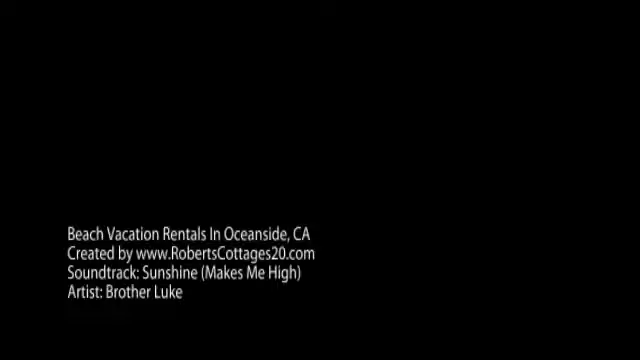 Beach Vacation Rentals In Oceanside, CA
Created by www.RobertsCottages20.com
Soundtrack: Sunshine (Makes Me High)
Artist: Brother Luke